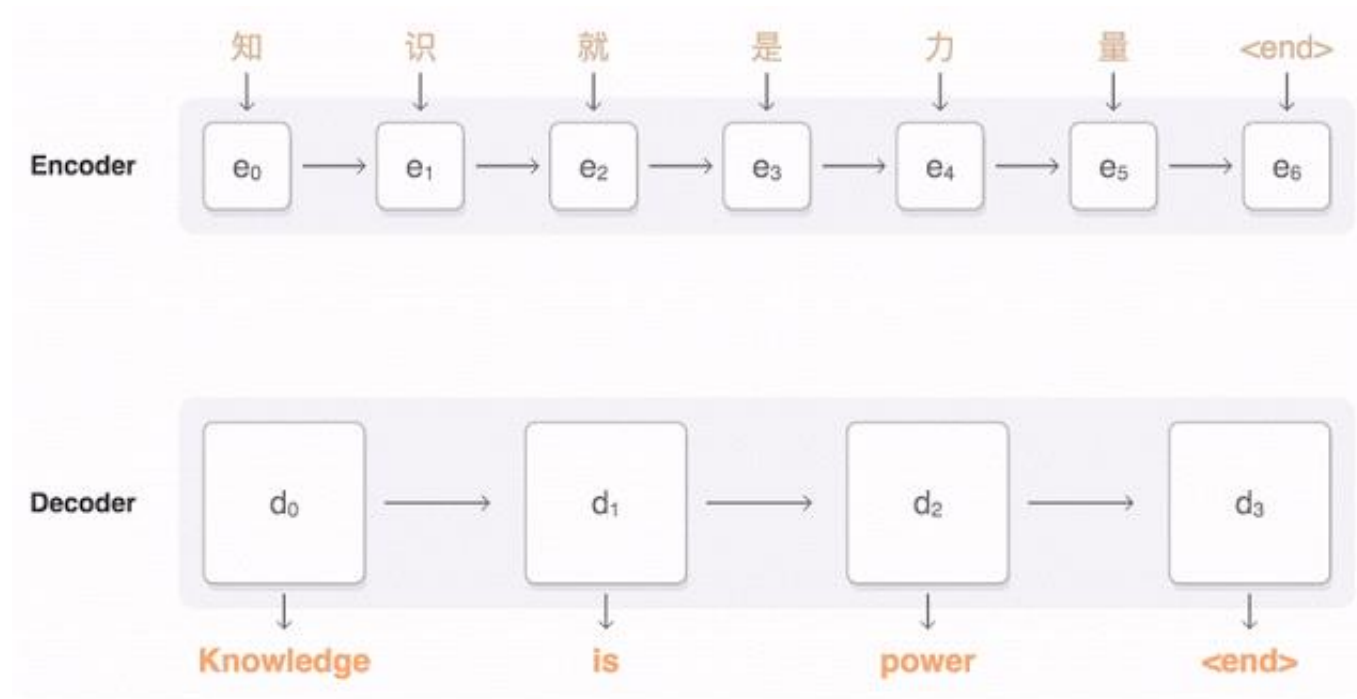 知 识 就 是 力 量 <end>
Encoder e₀ e₁ e₂ e₃ e₄ e₅ e₆
Decoder d₀ d₁ d₂ d₃
Knowledge is power <end>